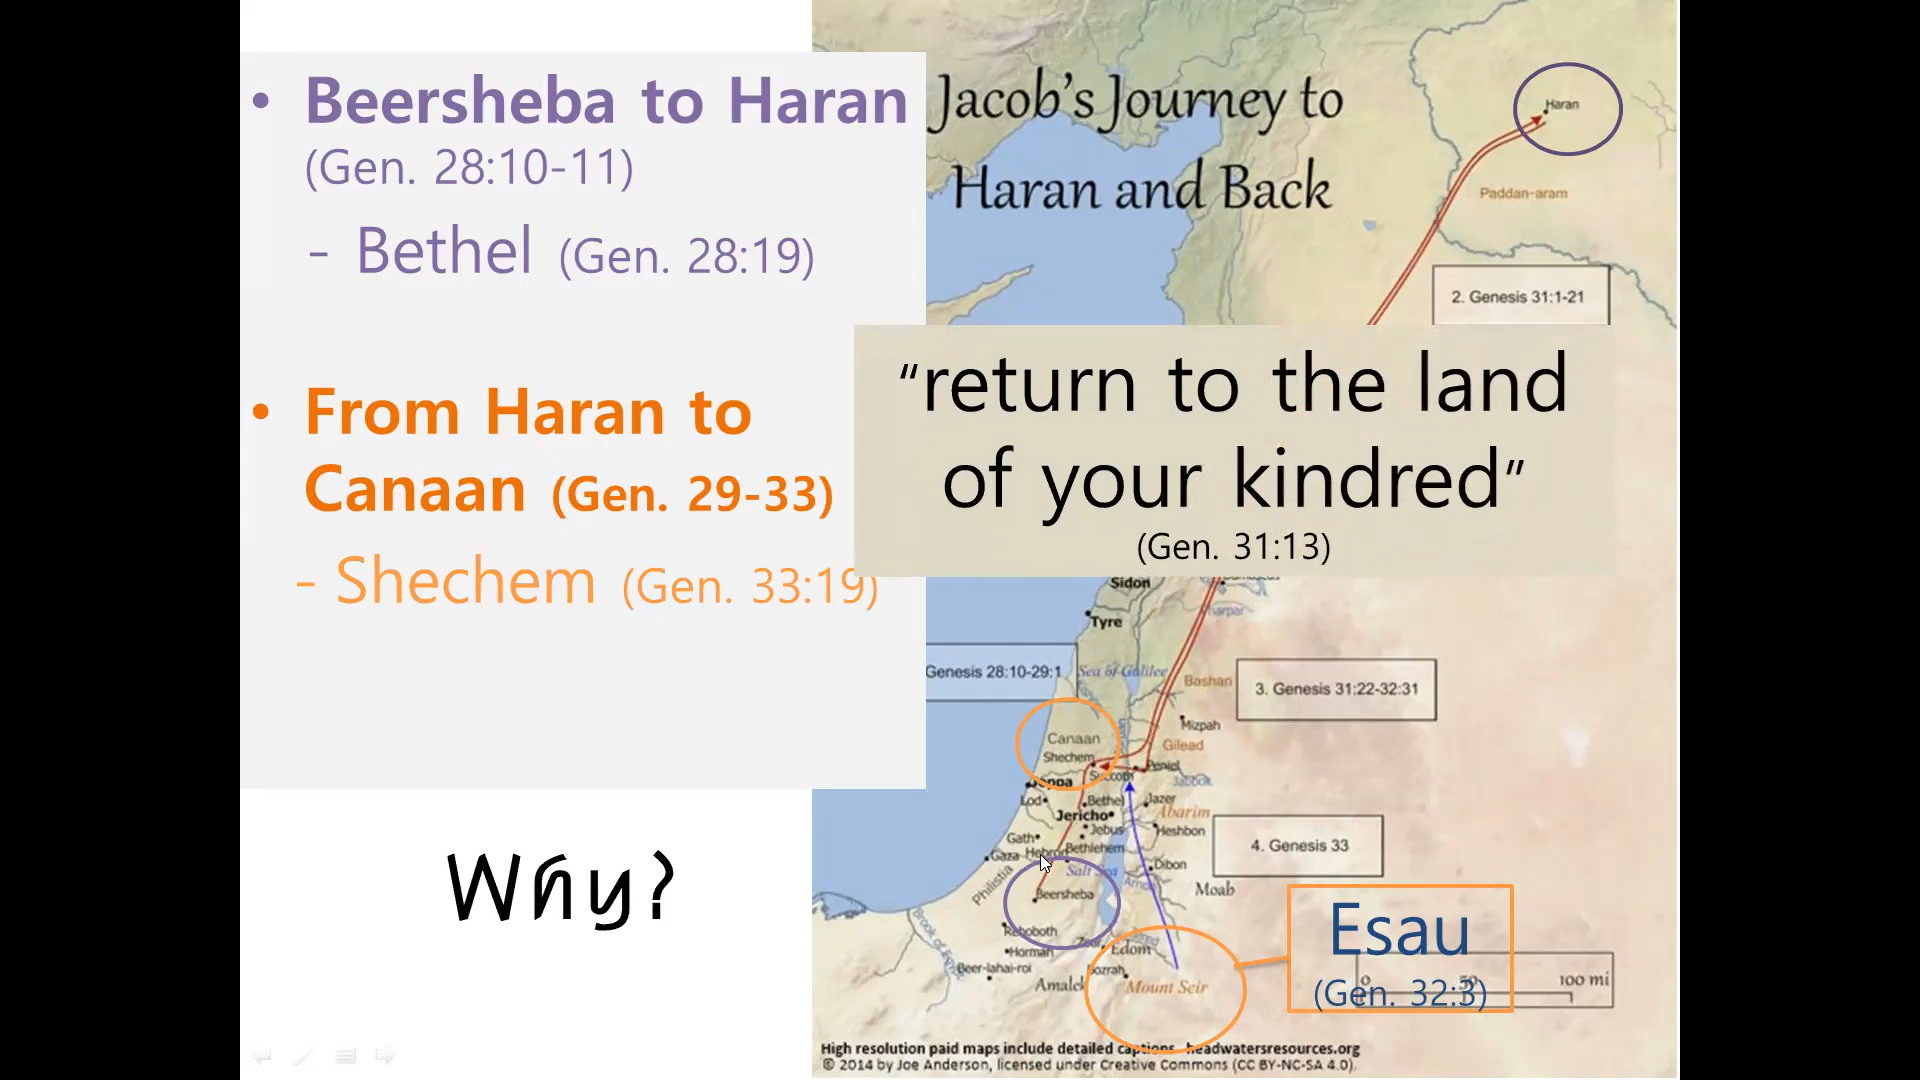 • Beersheba to Haran
(Gen. 28:10-11)
- Bethel (Gen. 28:19)
• From Haran to
Canaan (Gen. 29-33)
- Shechem (Gen. 33:19)
Why?
Jacob's Journey to
Haran and Back
Haran
Paddan-aram
2. Genesis 31:1-21
"return to the land
of your kindred"
(Gen. 31:13)
Sidon
Tyre
Genesis 28:10-29:1
Sea of Galilee
Bashan
3. Genesis 31:22-32:31
Mizpah
Canaan
Gilead
Shechem
Peniel
Succoth
Jabbok
Joppa
Lod
Bethel
Jazer
Abarim
Jericho
Jebus
Heshbon
4. Genesis 33
Gath
Gaza
Hebron
Bethlehem
Salt Sea
Dibon
Arnon
Moab
Philistia
Beersheba
Esau
(Gen. 32:3)
Reboboth
Zoar
Edom
Hormah
Beer-lahai-roi
Bozrah
Amalek
Mount Seir
0 50 100 mi
High resolution paid maps include detailed captions headwatersresources.org
© 2014 by Joe Anderson, licensed under Creative Commons (CC BY-NC-SA 4.0).